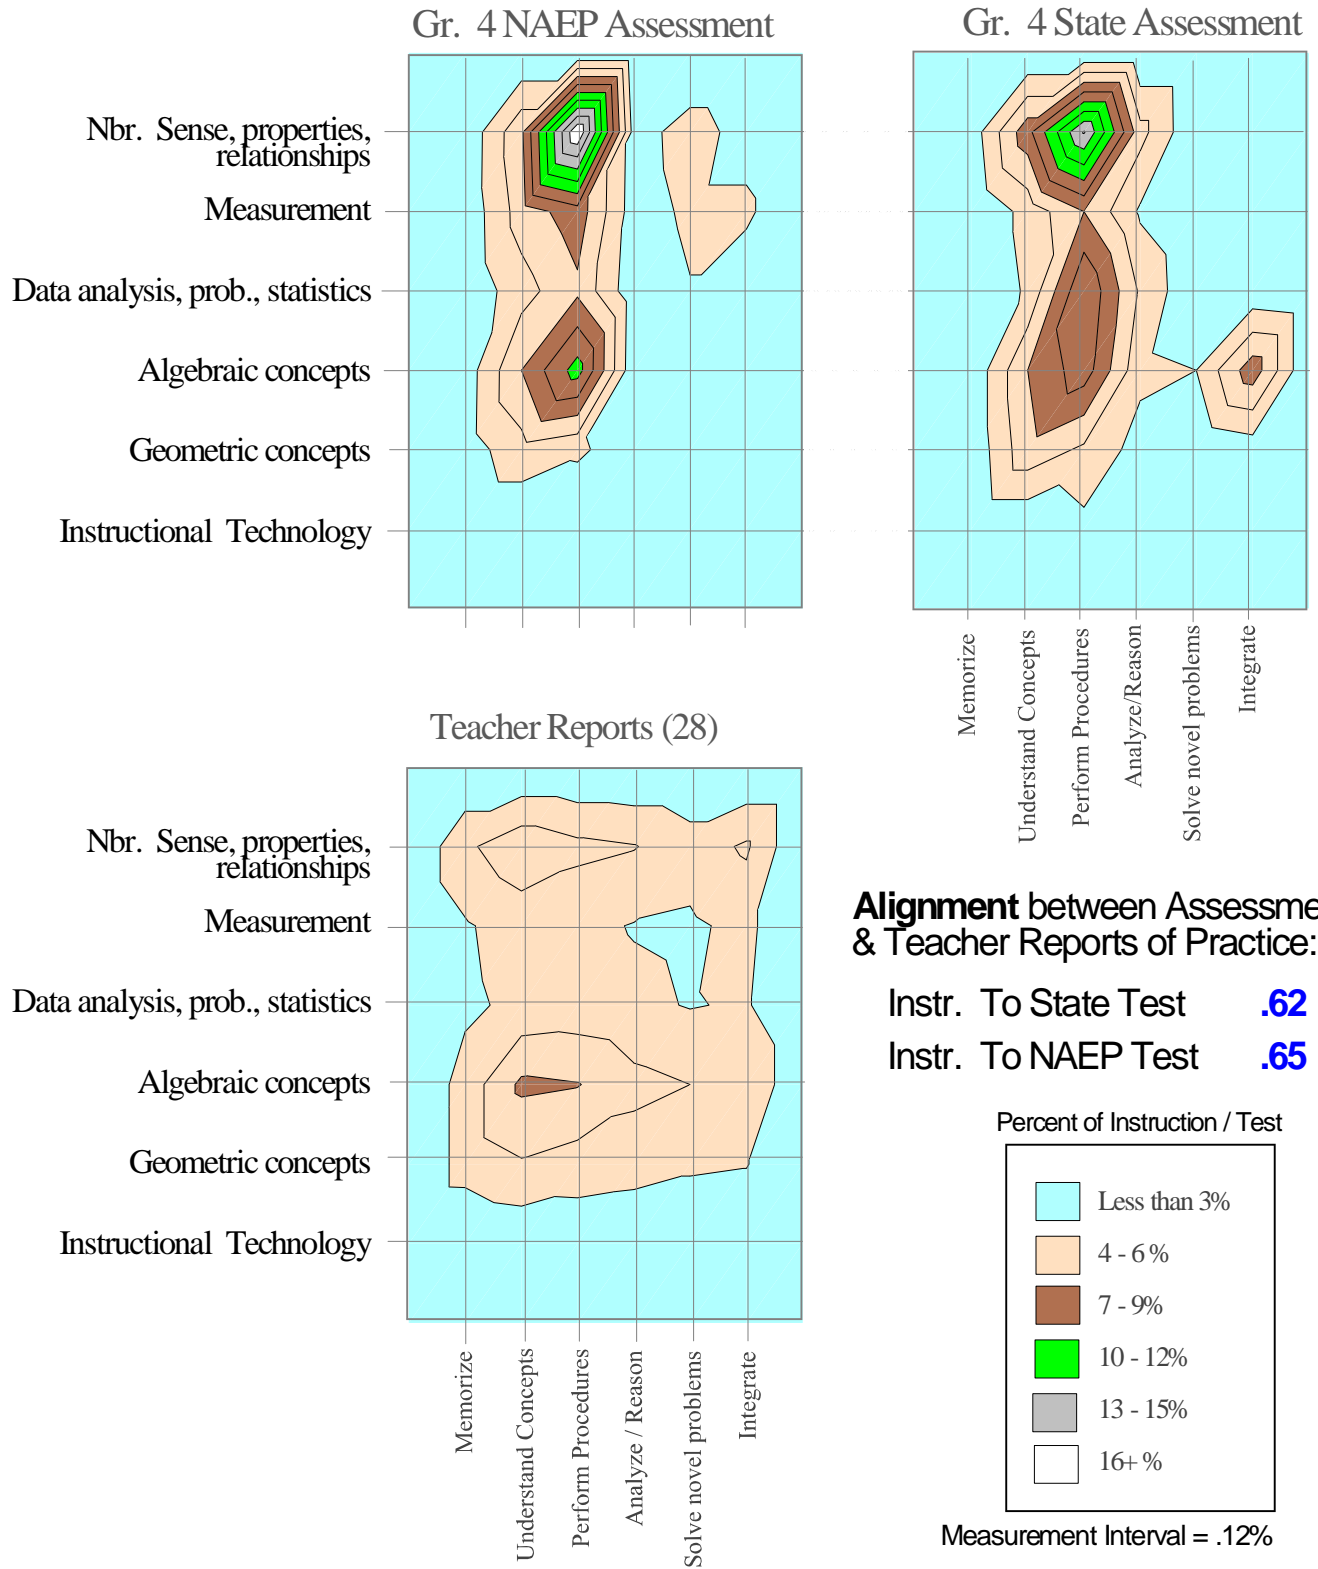 Gr. 4 NAEP Assessment
Gr. 4 State Assessment
Nbr. Sense, properties,
relationships
Measurement
Data analysis, prob., statistics
Algebraic concepts
Geometric concepts
Instructional Technology
Memorize
Understand Concepts
Perform Procedures
Analyze/Reason
Solve novel problems
Integrate
Teacher Reports (28)
Nbr. Sense, properties,
relationships
Measurement
Data analysis, prob., statistics
Algebraic concepts
Geometric concepts
Instructional Technology
Memorize
Understand Concepts
Perform Procedures
Analyze / Reason
Solve novel problems
Integrate
Alignment between Assessme
& Teacher Reports of Practice:
Instr. To State Test .62
Instr. To NAEP Test .65
Percent of Instruction / Test
Less than 3%
4 - 6 %
7 - 9%
10 - 12%
13 - 15%
16+ %
Measurement Interval = .12%